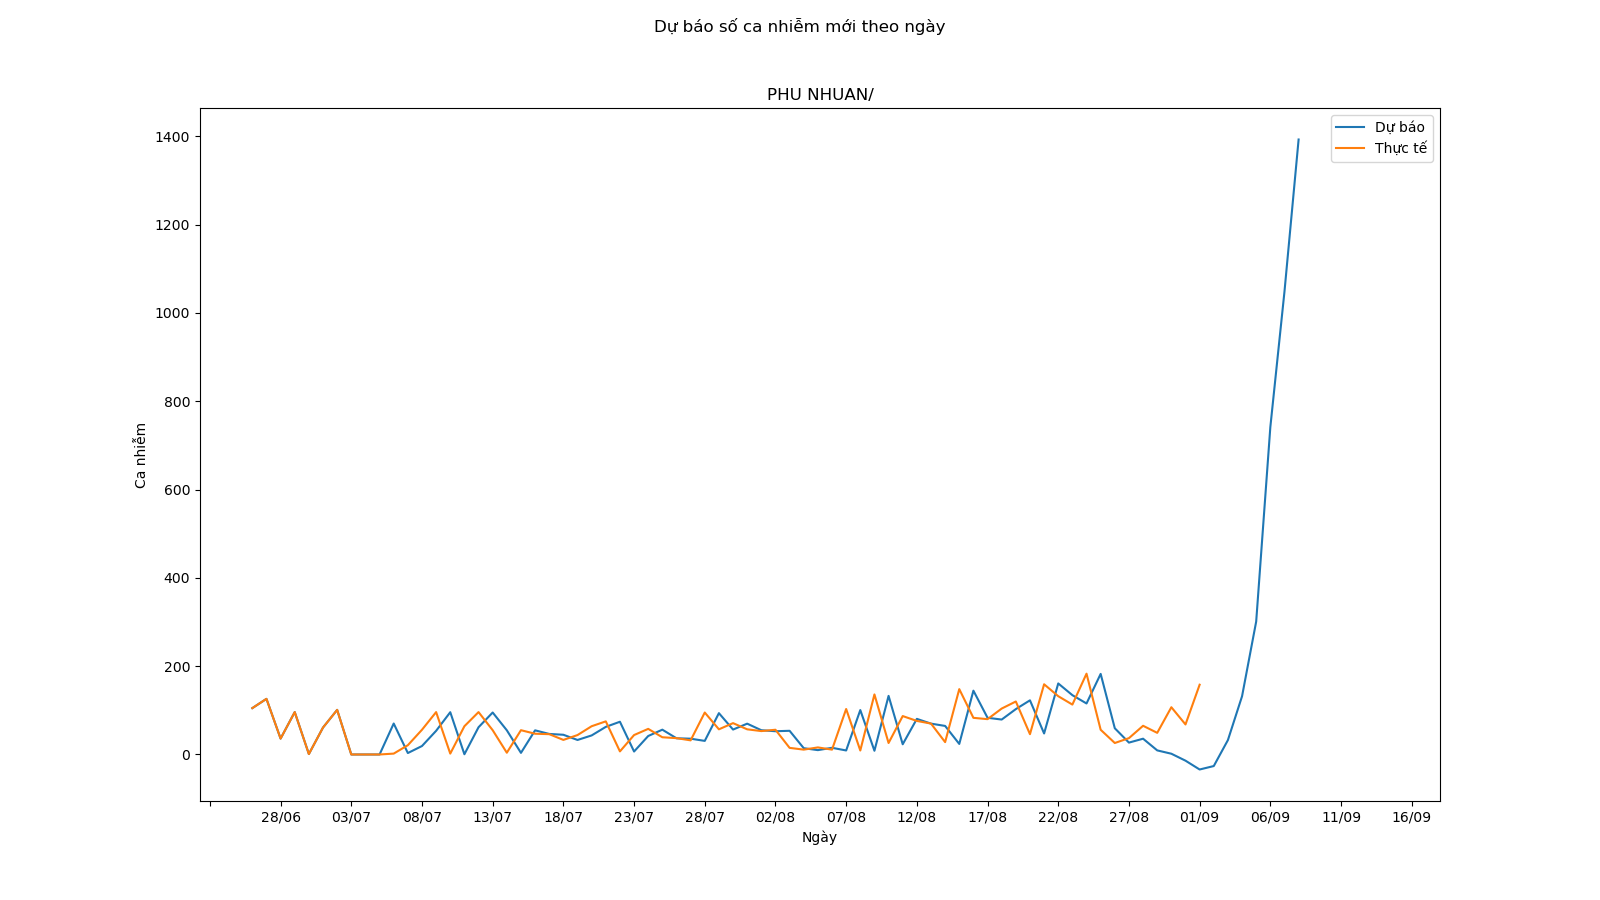 Dự báo số ca nhiễm mới theo ngày
PHU NHUAN/
Dự báo
Thực tế
1400
1200
1000
800
600
400
200
0
Ca nhiễm
28/06 03/07 08/07 13/07 18/07 23/07 28/07 02/08 07/08 12/08 17/08 22/08 27/08 01/09 06/09 11/09 16/09
Ngày